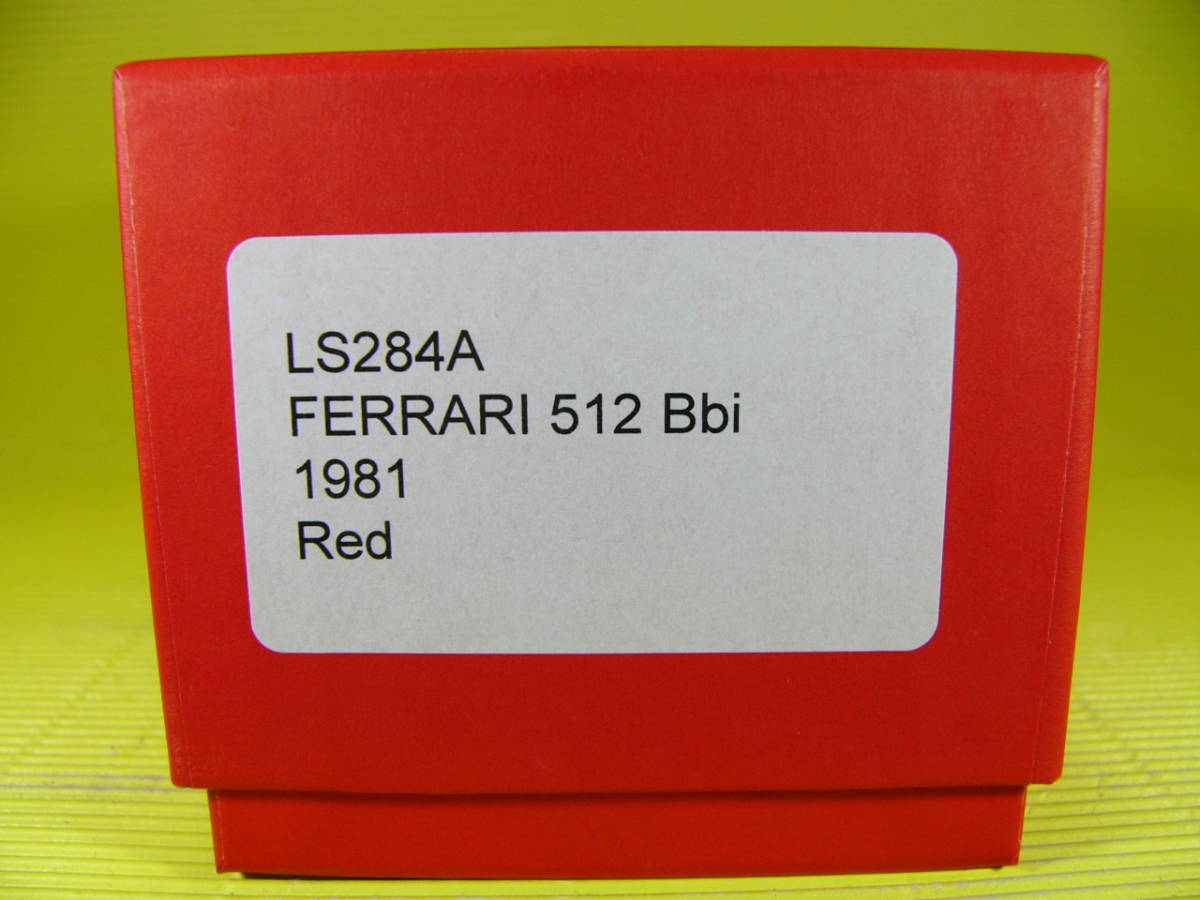 LS284A
FERRARI 512 Bbi
1981
Red